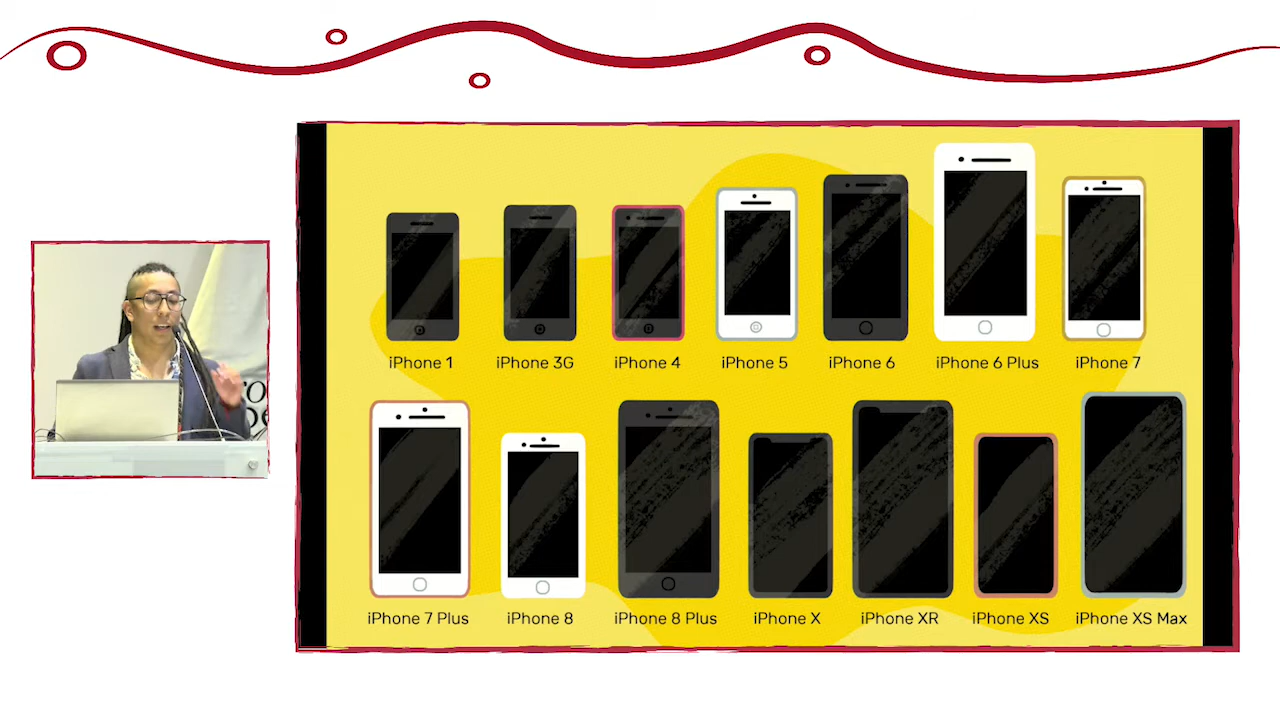 iPhone 1
iPhone 3G
iPhone 4
iPhone 5
iPhone 6
iPhone 6 Plus
iPhone 7
iPhone 7 Plus
iPhone 8
iPhone 8 Plus
iPhone X
iPhone XR
iPhone XS
iPhone XS Max